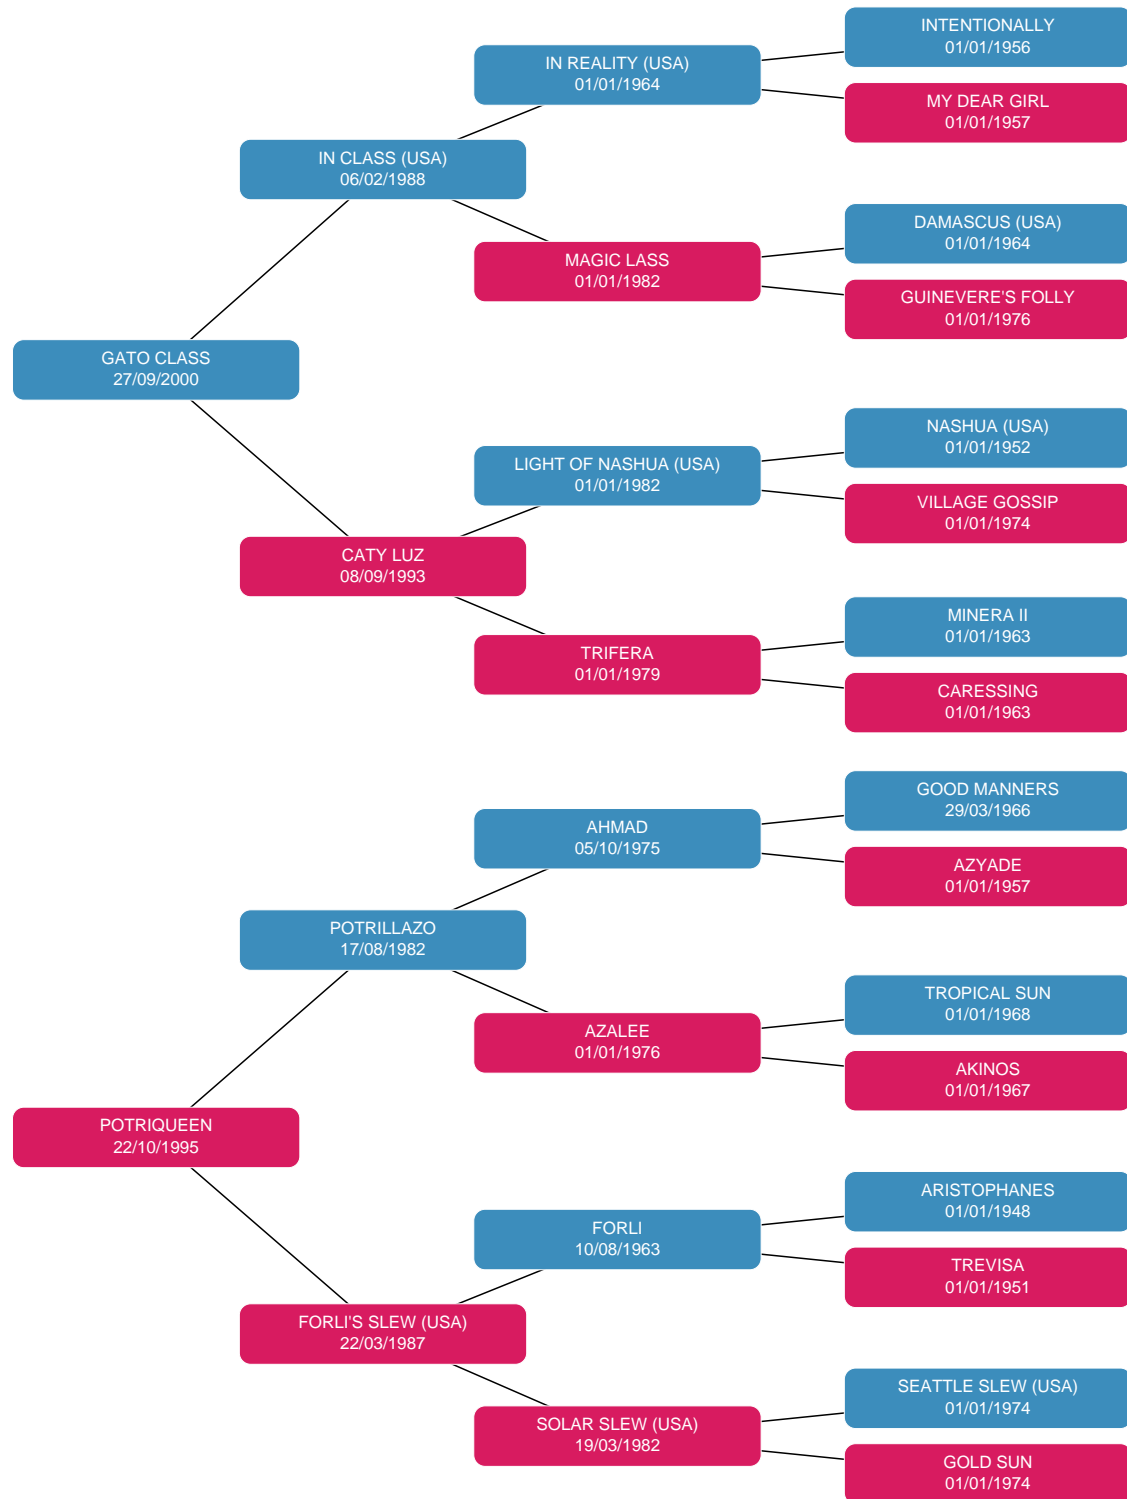 INTENTIONALLY
01/01/1956
IN REALITY (USA)
01/01/1964
MY DEAR GIRL
01/01/1957
IN CLASS (USA)
06/02/1988
DAMASCUS (USA)
01/01/1964
MAGIC LASS
01/01/1982
GUINEVERE'S FOLLY
01/01/1976
GATO CLASS
27/09/2000
NASHUA (USA)
01/01/1952
LIGHT OF NASHUA (USA)
01/01/1982
VILLAGE GOSSIP
01/01/1974
CATY LUZ
08/09/1993
MINERA II
01/01/1963
TRIFERA
01/01/1979
CARESSING
01/01/1963
GOOD MANNERS
29/03/1966
AHMAD
05/10/1975
AZYADE
01/01/1957
POTRILLAZO
17/08/1982
TROPICAL SUN
01/01/1968
AZALEE
01/01/1976
AKINOS
01/01/1967
POTRIQUEEN
22/10/1995
ARISTOPHANES
01/01/1948
FORLI
10/08/1963
TREVISA
01/01/1951
FORLI'S SLEW (USA)
22/03/1987
SEATTLE SLEW (USA)
01/01/1974
SOLAR SLEW (USA)
19/03/1982
GOLD SUN
01/01/1974